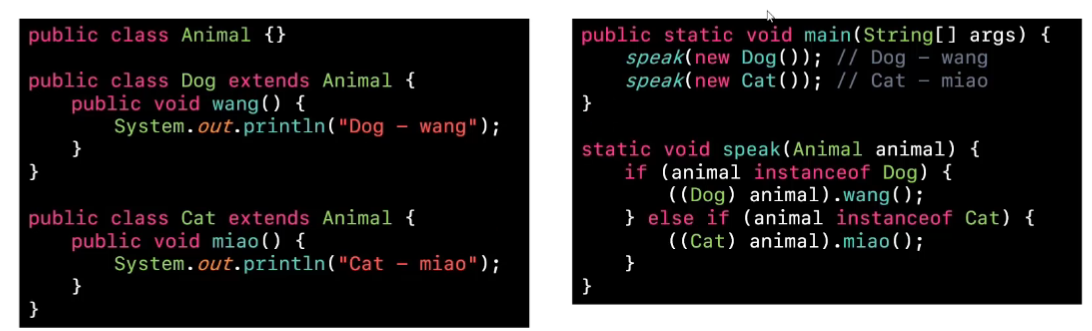 public class Animal {}

public class Dog extends Animal {
    public void wang() {
        System.out.println("Dog – wang");
    }
}

public class Cat extends Animal {
    public void miao() {
        System.out.println("Cat – miao");
    }
}

public static void main(String[] args) {
    speak(new Dog()); // Dog – wang
    speak(new Cat()); // Cat – miao
}

static void speak(Animal animal) {
    if (animal instanceof Dog) {
        ((Dog) animal).wang();
    } else if (animal instanceof Cat) {
        ((Cat) animal).miao();
    }
}